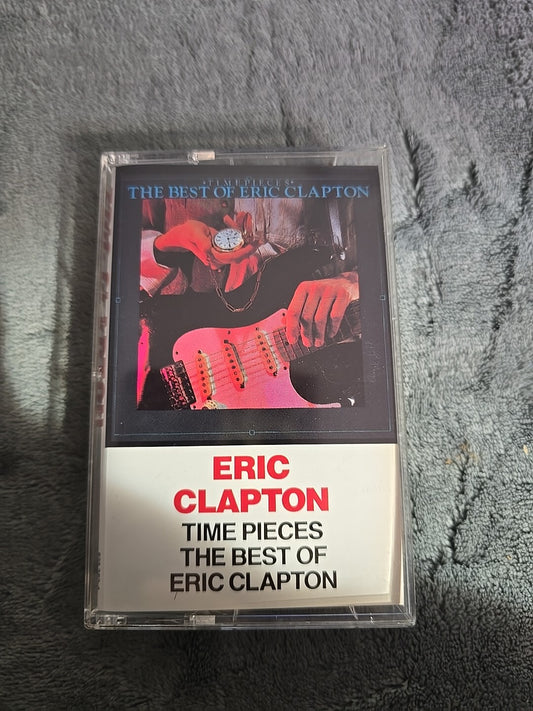 •TIMEPIECES•
THE BEST OF ERIC CLAPTON
ERIC
CLAPTON
TIME PIECES
THE BEST OF
ERIC CLAPTON